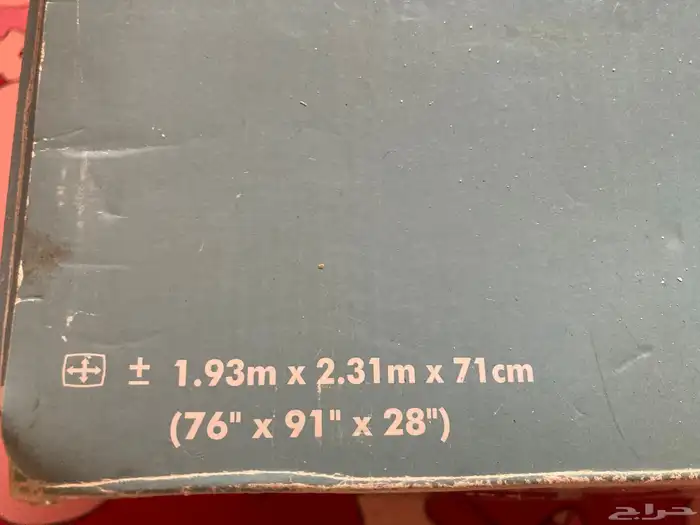 ± 1.93m x 2.31m x 71cm
(76" x 91" x 28")
حراج